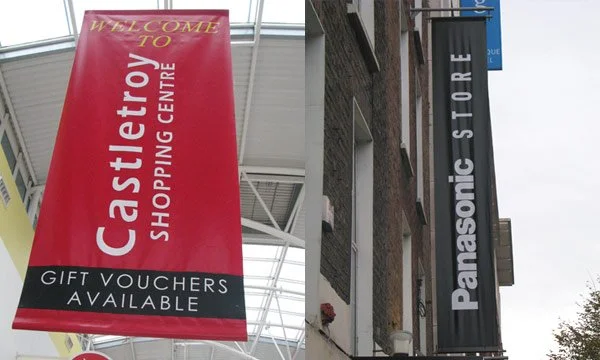 WELCOME
TO
Castletroy
SHOPPING CENTRE
GIFT VOUCHERS
AVAILABLE
Panasonic STORE